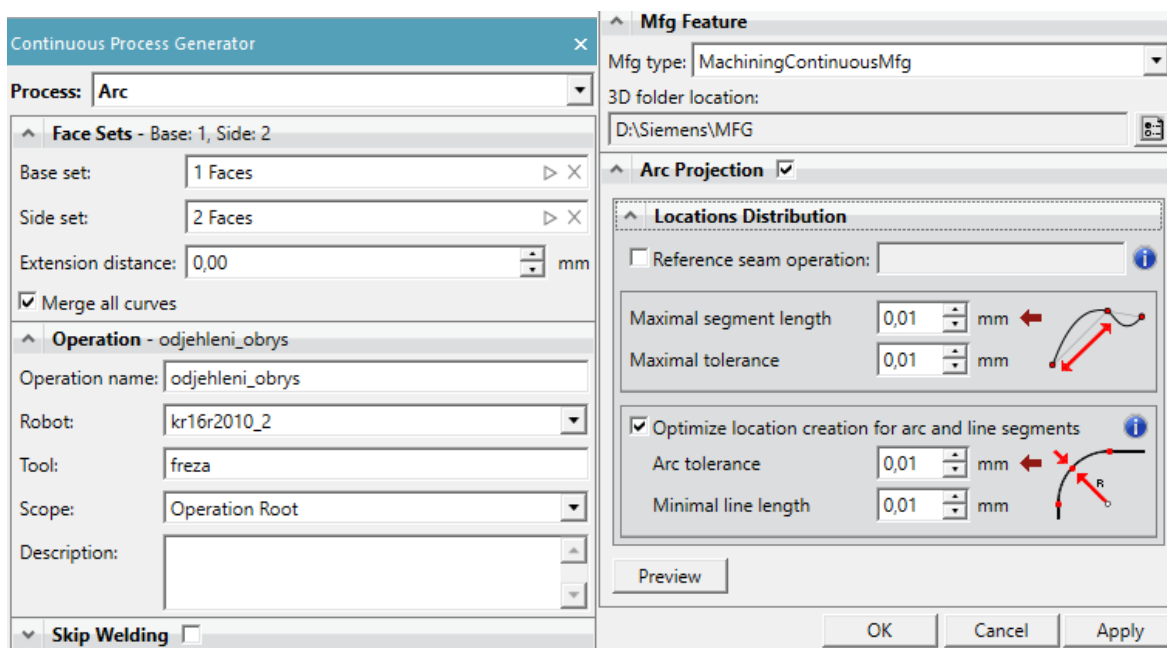 Continuous Process Generator
Process: Arc
Face Sets - Base: 1, Side: 2
Base set: 1 Faces
Side set: 2 Faces
Extension distance: 0,00 mm
Merge all curves
Operation - odjehleni_obrys
Operation name: odjehleni_obrys
Robot: kr16r2010_2
Tool: freza
Scope: Operation Root
Description:
Skip Welding
Mfg Feature
Mfg type: MachiningContinuousMfg
3D folder location:
D:\Siemens\MFG
Arc Projection
Locations Distribution
Reference seam operation:
Maximal segment length 0,01 mm
Maximal tolerance 0,01 mm
Optimize location creation for arc and line segments
Arc tolerance 0,01 mm
R
Minimal line length 0,01 mm
Preview
OK Cancel Apply